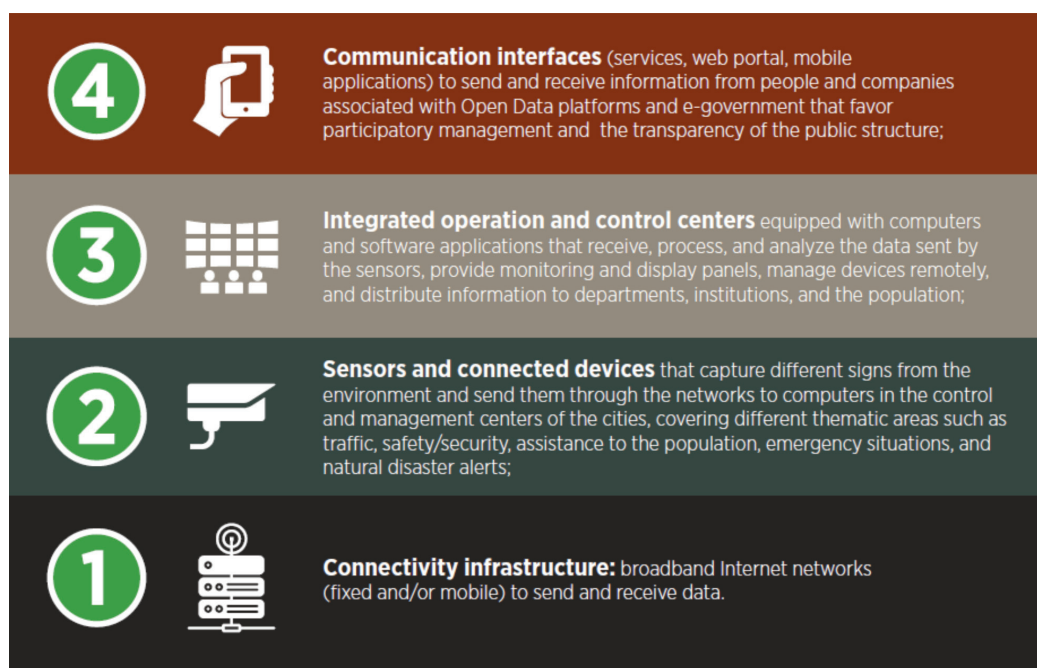 4
Communication interfaces (services, web portal, mobile
applications) to send and receive information from people and companies
associated with Open Data platforms and e-government that favor
participatory management and the transparency of the public structure;
3
Integrated operation and control centers equipped with computers
and software applications that receive, process, and analyze the data sent by
the sensors, provide monitoring and display panels, manage devices remotely,
and distribute information to departments, institutions, and the population;
2
Sensors and connected devices that capture different signs from the
environment and send them through the networks to computers in the control
and management centers of the cities, covering different thematic areas such as
traffic, safety/security, assistance to the population, emergency situations, and
natural disaster alerts;
1
Connectivity infrastructure: broadband Internet networks
(fixed and/or mobile) to send and receive data.